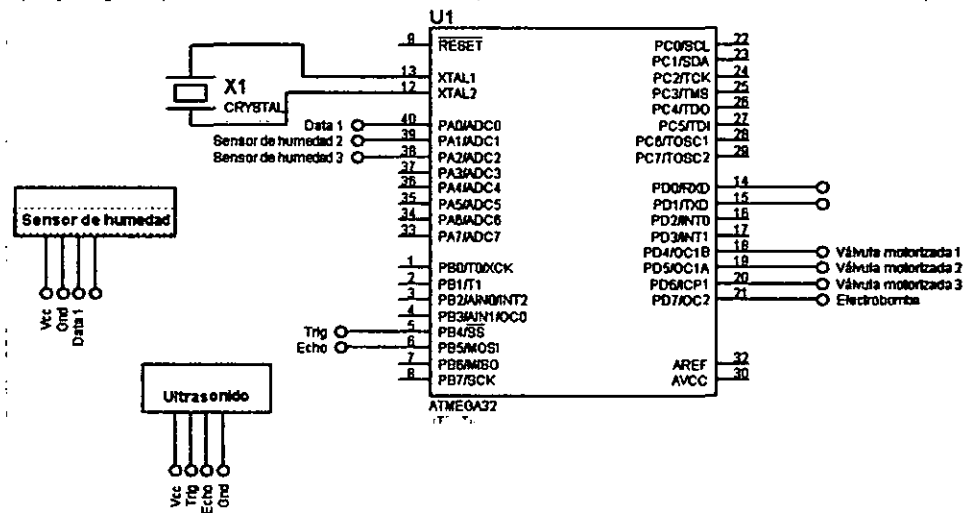 U1
9 RESET
13 XTAL1
12 XTAL2
X1
CRYSTAL
Data 1 40 PA0/ADC0
Sensor de humedad 2 39 PA1/ADC1
Sensor de humedad 3 38 PA2/ADC2
37 PA3/ADC3
36 PA4/ADC4
35 PA5/ADC5
34 PA6/ADC6
33 PA7/ADC7
1 PB0/T0/XCK
2 PB1/T1
3 PB2/AIN0/INT2
4 PB3/AIN1/OC0
Trig 5 PB4/SS
Echo 6 PB5/MOSI
7 PB6/MISO
8 PB7/SCK
PC0/SCL 22
PC1/SDA 23
PC2/TCK 24
PC3/TMS 25
PC4/TDO 26
PC5/TDI 27
PC6/TOSC1 28
PC7/TOSC2 29
PD0/RXD 14
PD1/TXD 15
PD2/INT0 16
PD3/INT1 17
PD4/OC1B 18 Válvula motorizada 1
PD5/OC1A 19 Válvula motorizada 2
PD6/ICP1 20 Válvula motorizada 3
PD7/OC2 21 Electrobomba
AREF 32
AVCC 30
ATMEGA32
Sensor de humedad
Vcc
Gnd
Data 1
Ultrasonido
Vcc
Trig
Echo
Gnd